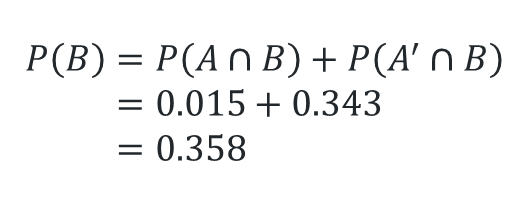 P(B) = P(A ∩ B) + P(A′ ∩ B)
= 0.015 + 0.343
= 0.358